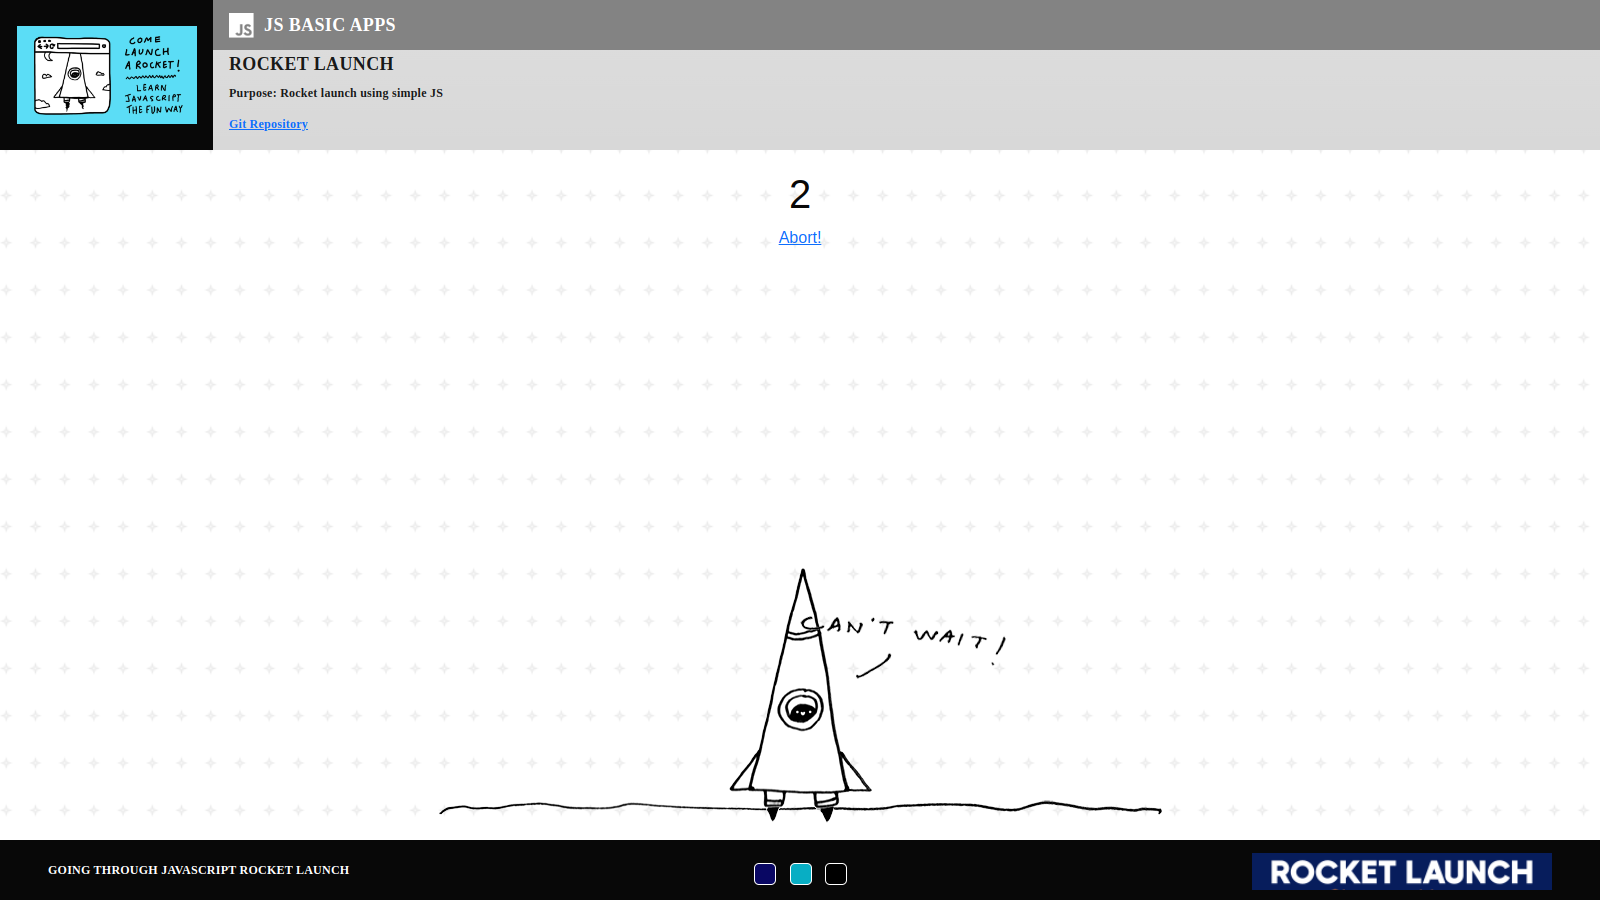 COME
LAUNCH
A ROCKET!
LEARN
JAVASCRIPT
THE FUN WAY
JS
JS BASIC APPS
ROCKET LAUNCH
Purpose: Rocket launch using simple JS
Git Repository
2
Abort!
CAN'T WAIT!
GOING THROUGH JAVASCRIPT ROCKET LAUNCH
ROCKET LAUNCH